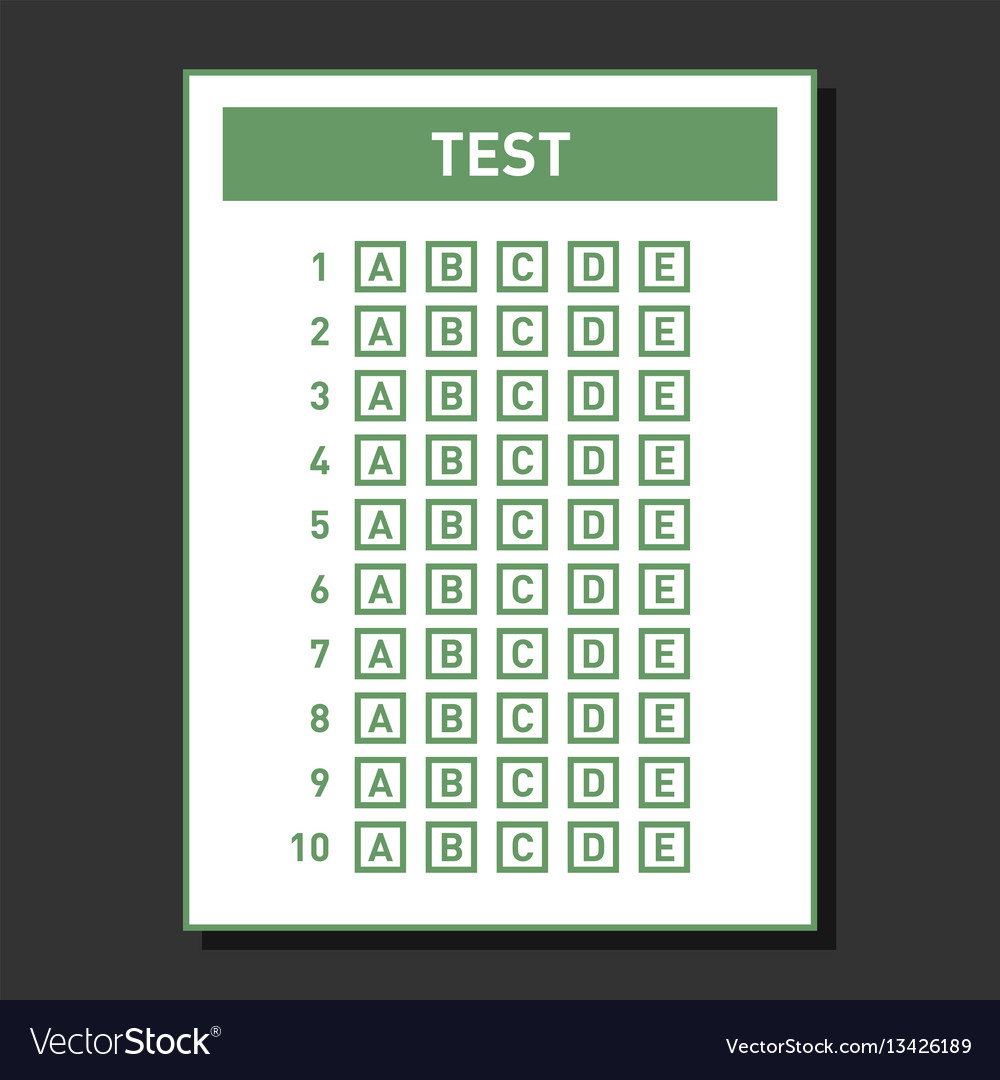 TEST
1 A B C D E
2 A B C D E
3 A B C D E
4 A B C D E
5 A B C D E
6 A B C D E
7 A B C D E
8 A B C D E
9 A B C D E
10 A B C D E
VectorStock® VectorStock.com/13426189